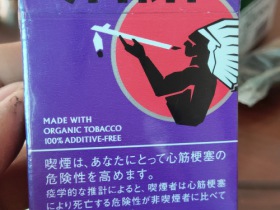 MADE WITH
ORGANIC TOBACCO
100% ADDITIVE-FREE
喫煙は、あなたにとって心筋梗塞の
危険性を高めます。
疫学的な推計によると、喫煙者は心筋梗塞
により死亡する危険性が非喫煙者に比べて